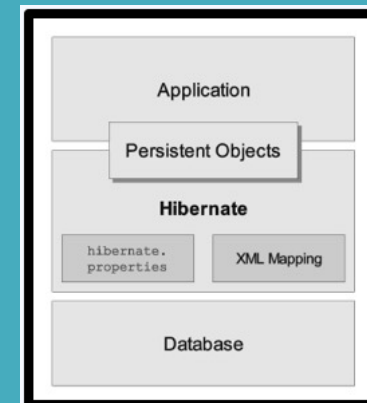 Application
Persistent Objects
Hibernate
hibernate.
properties
XML Mapping
Database